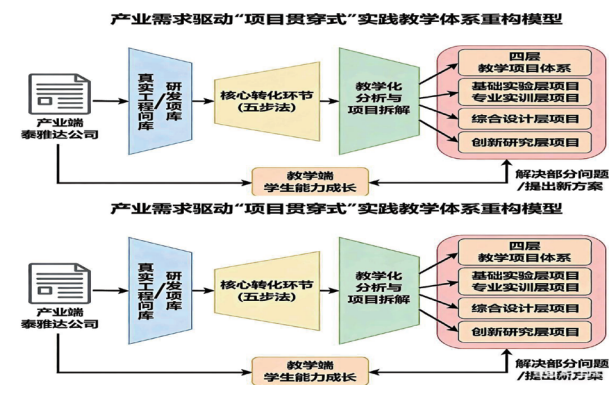 产业需求驱动“项目贯穿式”实践教学体系重构模型
产业端
泰雅达公司
真实工程问库/研发项库
核心转化环节
(五步法)
教学化
分析与
项目拆解
四层
教学项目体系
基础实验层项目
专业实训层项目
综合设计层项目
创新研究层项目
教学端
学生能力成长
解决部分问题
/提出新方案
产业需求驱动“项目贯穿式”实践教学体系重构模型
产业端
泰雅达公司
真实工程问库/研发项库
核心转化环节
(五步法)
教学化
分析与
项目拆解
四层
教学项目体系
基础实验层项目
专业实训层项目
综合设计层项目
创新研究层项目
教学端
学生能力成长
解决部分问题
/提出新方案